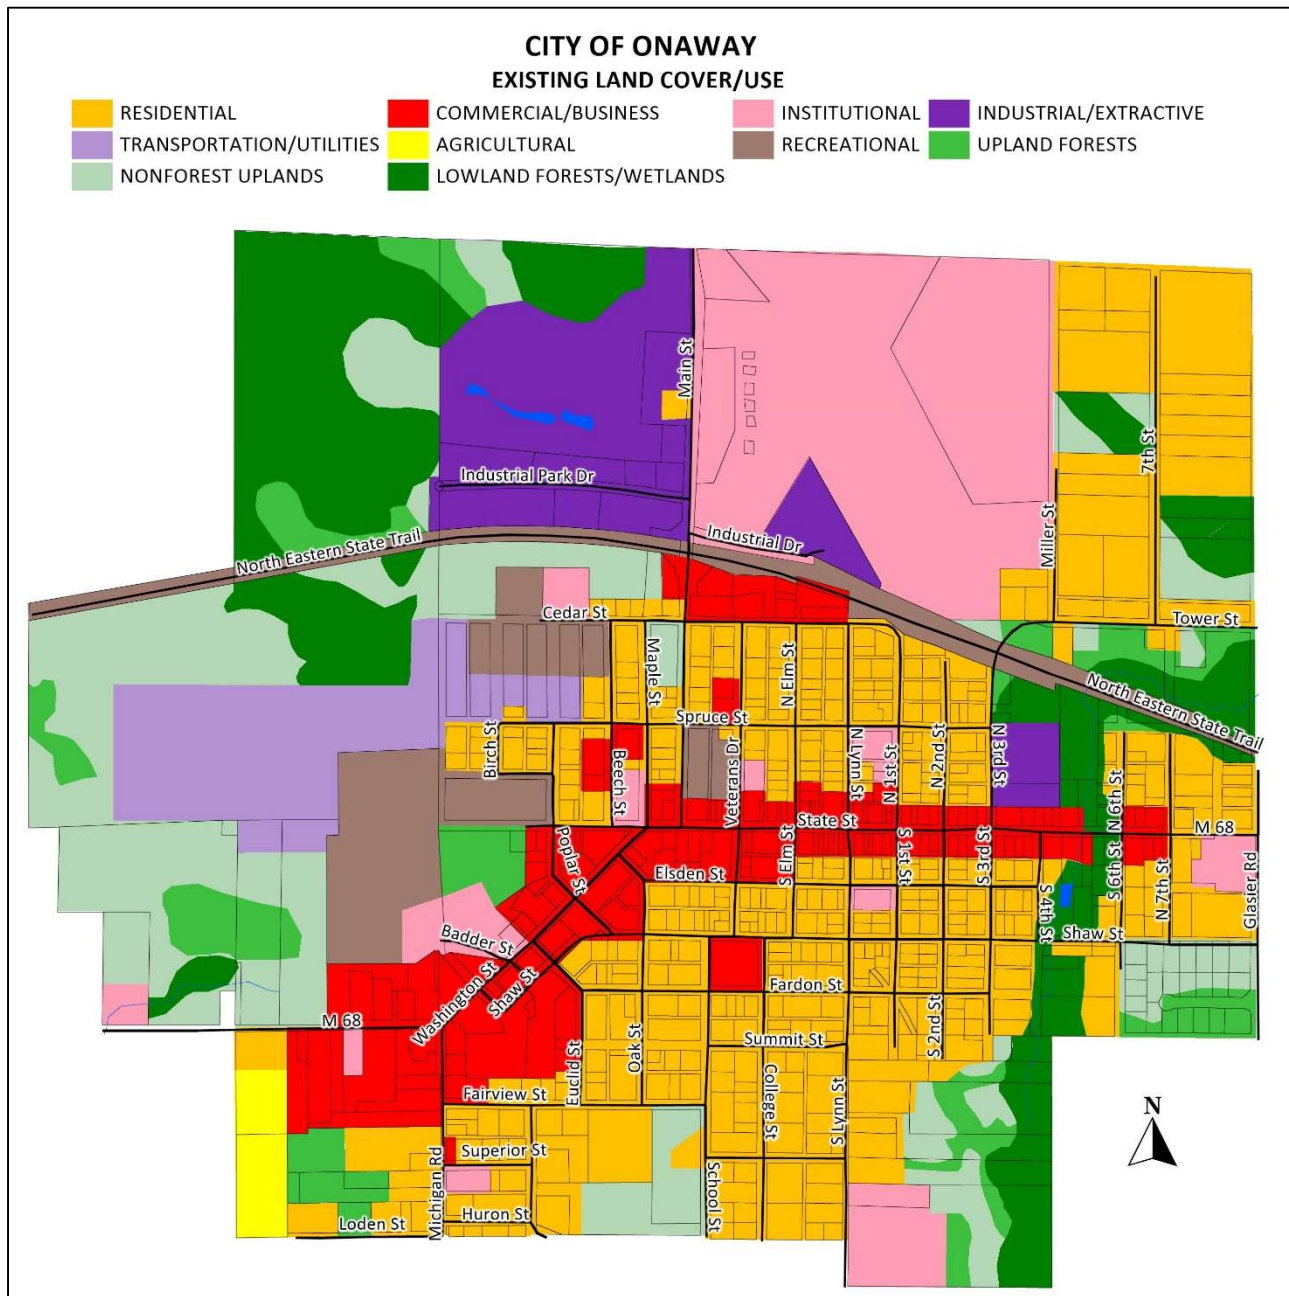 CITY OF ONAWAY
EXISTING LAND COVER/USE
RESIDENTIAL
COMMERCIAL/BUSINESS
INSTITUTIONAL
INDUSTRIAL/EXTRACTIVE
TRANSPORTATION/UTILITIES
AGRICULTURAL
RECREATIONAL
UPLAND FORESTS
NONFOREST UPLANDS
LOWLAND FORESTS/WETLANDS
Main St
Industrial Park Dr
7th St
Industrial Dr
Miller St
North Eastern State Trail
Cedar St
Tower St
Maple St
N Elm St
North Eastern State Trail
Spruce St
Birch St
Beech St
Veterans Dr
N Lynn St
N 1st St
N 2nd St
N 3rd St
N 6th St
State St
M 68
Poplar St
Elsden St
S Elm St
S 1st St
S 3rd St
S 4th St
S 6th St
N 7th St
Glasier Rd
Badder St
Shaw St
Washington St
Shaw St
Fardon St
M 68
Summit St
S 2nd St
Euclid St
Oak St
College St
S Lynn St
Fairview St
N
Superior St
Michigan Rd
School St
Huron St
Loden St